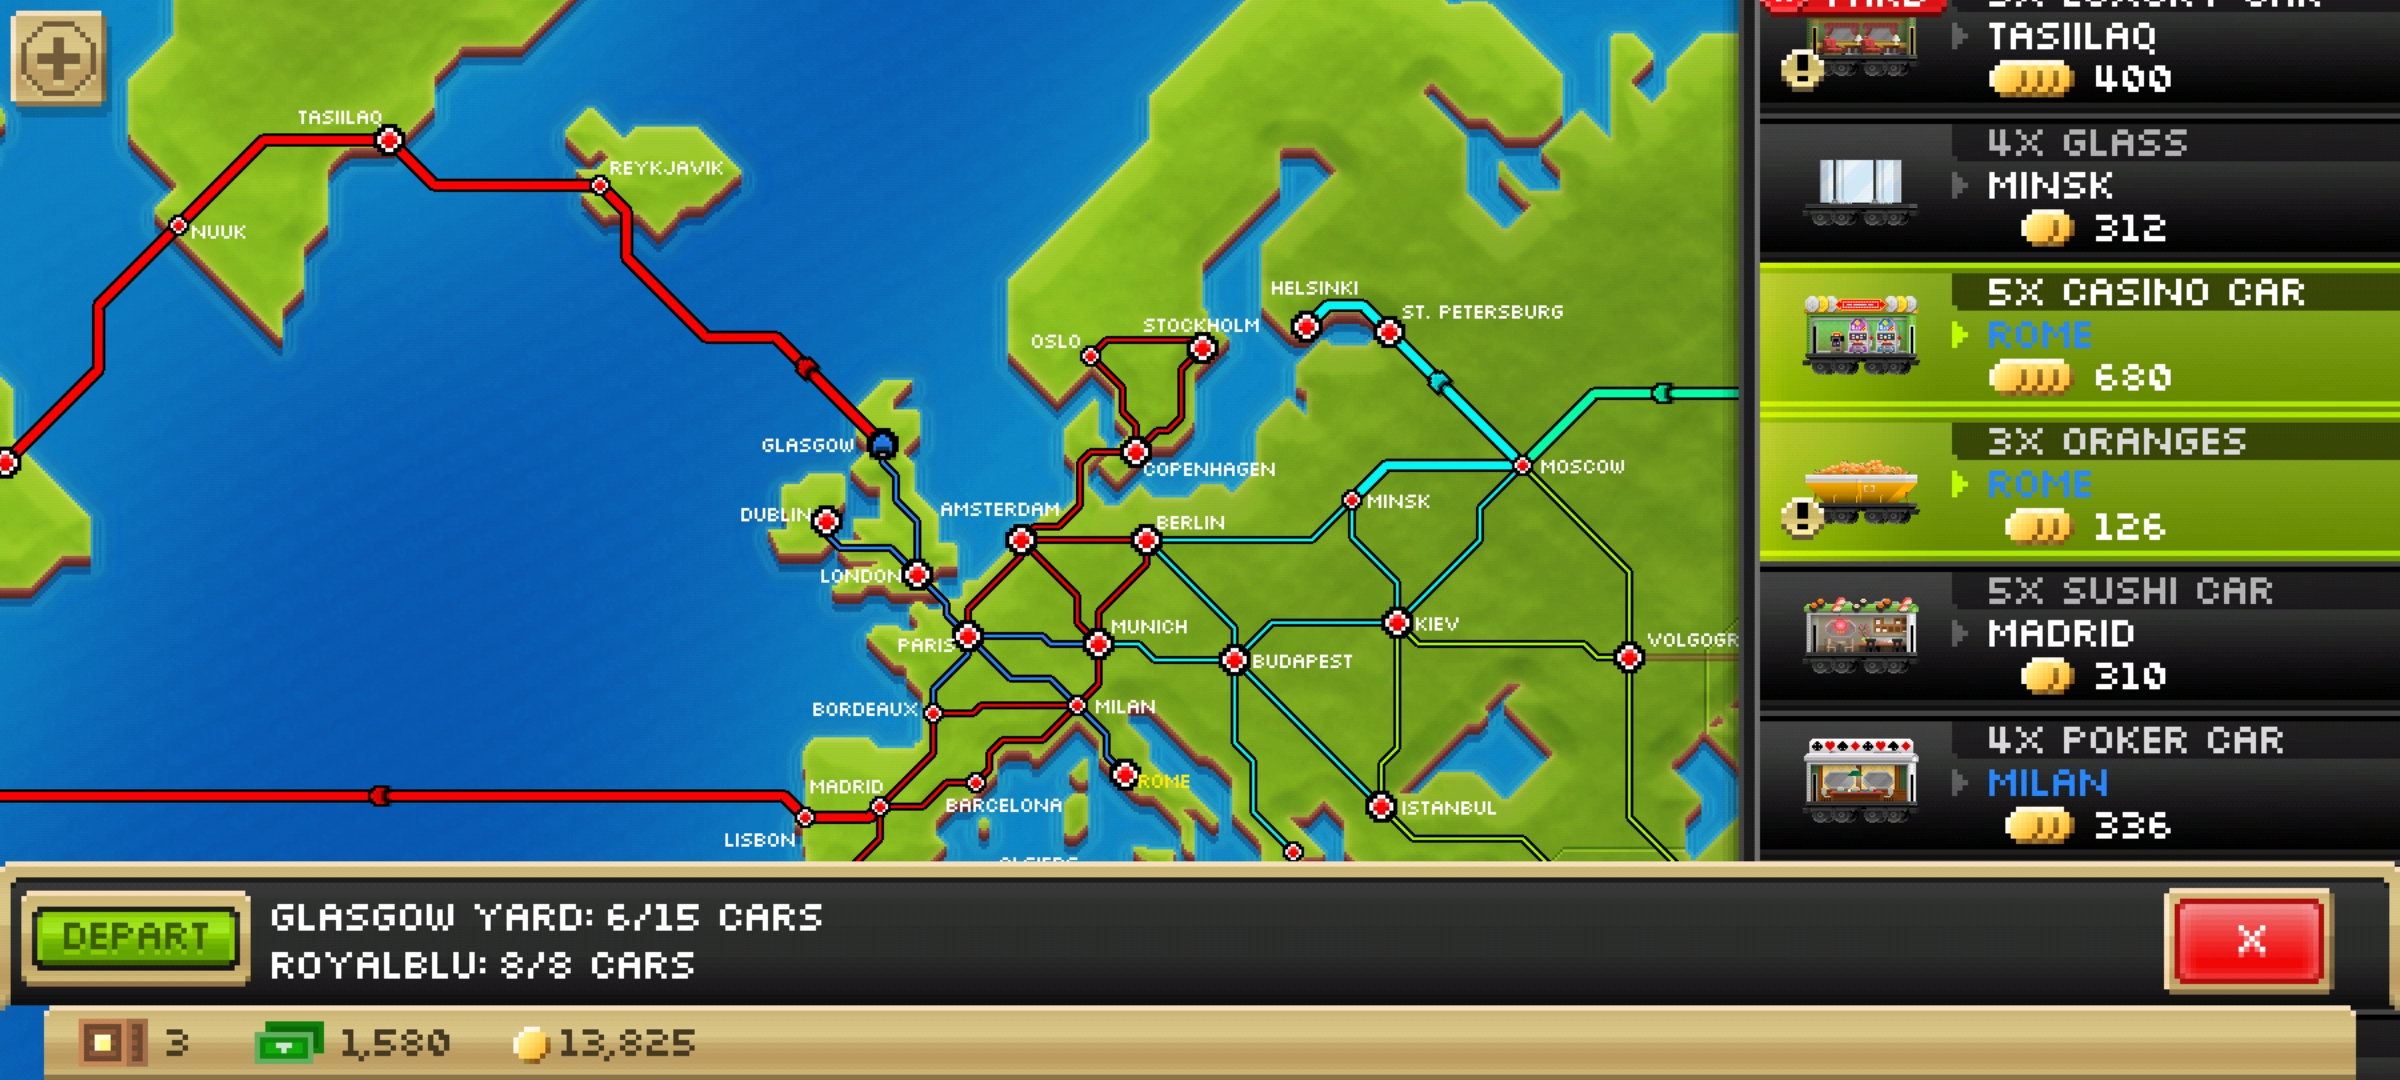 TASIILAQ
REYKJAVIK
NUUK
HELSINKI
ST. PETERSBURG
STOCKHOLM
OSLO
GLASGOW
COPENHAGEN
MOSCOW
MINSK
AMSTERDAM
DUBLIN
BERLIN
LONDON
KIEV
MUNICH
PARIS
VOLGOGR
BUDAPEST
BORDEAUX
MILAN
ROME
MADRID
BARCELONA
ISTANBUL
LISBON
5X LUXURY CAR
TASIILAQ
400
4X GLASS
MINSK
312
5X CASINO CAR
ROME
680
3X ORANGES
ROME
126
5X SUSHI CAR
MADRID
310
4X POKER CAR
MILAN
336
DEPART
GLASGOW YARD: 6/15 CARS
ROYALBLU: 8/8 CARS
X
3
1,580
13,825